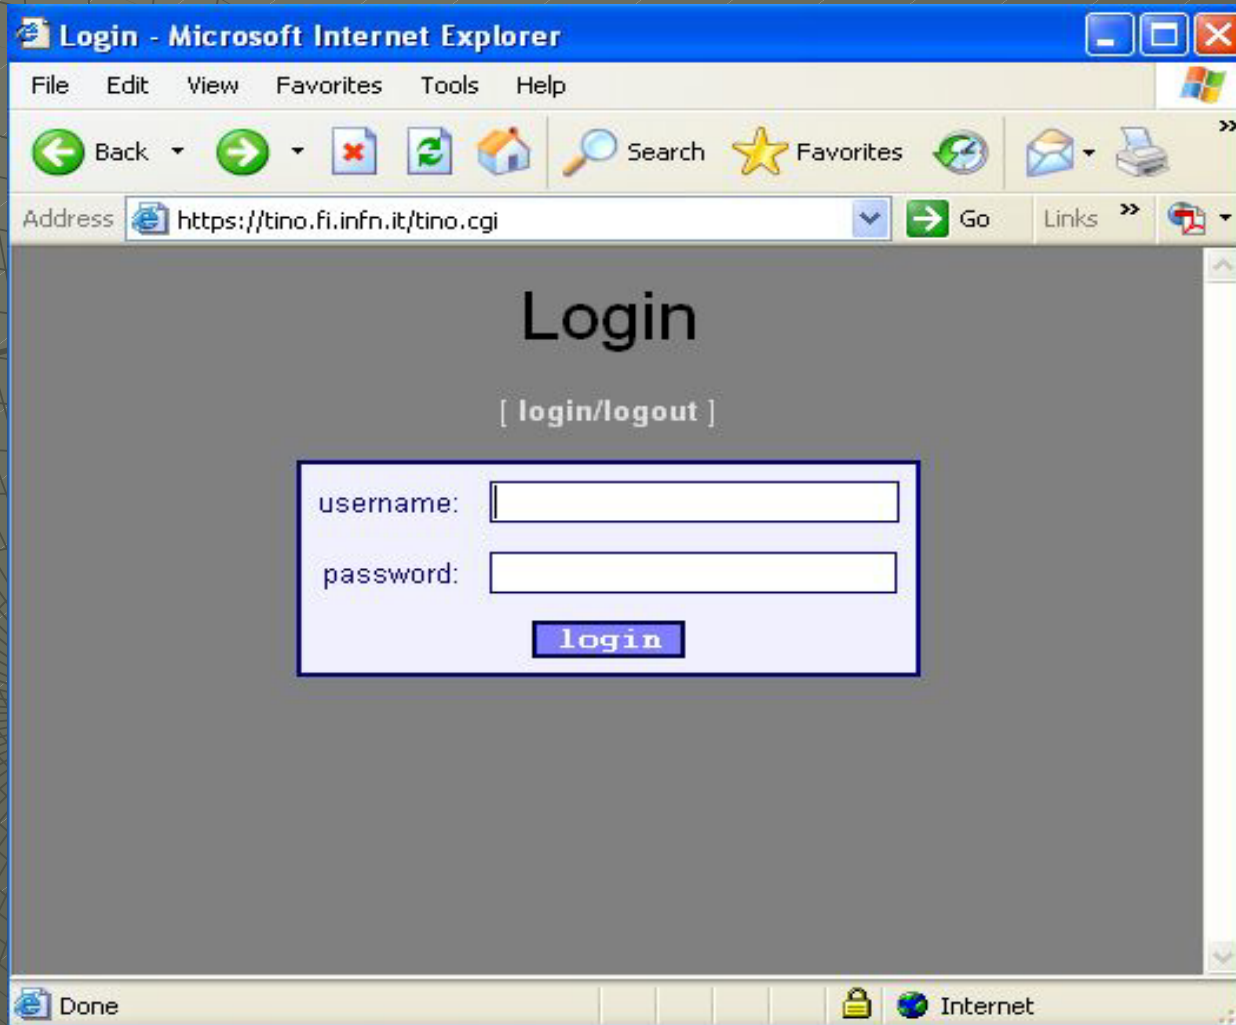 Login - Microsoft Internet Explorer
File Edit View Favorites Tools Help
Back Search Favorites »
Address https://tino.fi.infn.it/tino.cgi Go Links »
Login
[ login/logout ]
username:
password:
login
Done Internet